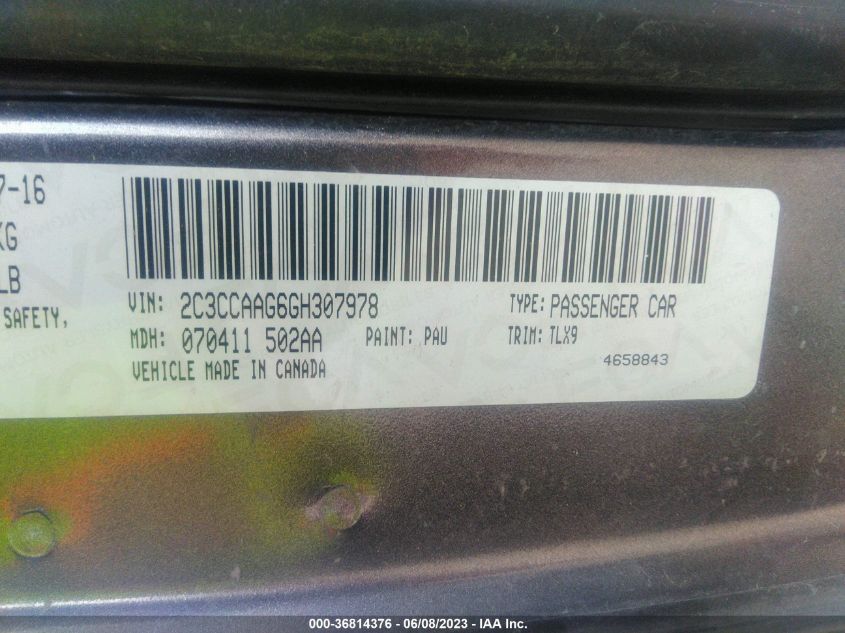 7-16
KG
LB
SAFETY,
VIN: 2C3CCAAG6GH307978 TYPE: PASSENGER CAR
MDH: 070411 502AA PAINT: PAU TRIM: TLX9
VEHICLE MADE IN CANADA 4658843
000-36814376 - 06/08/2023 - IAA Inc.